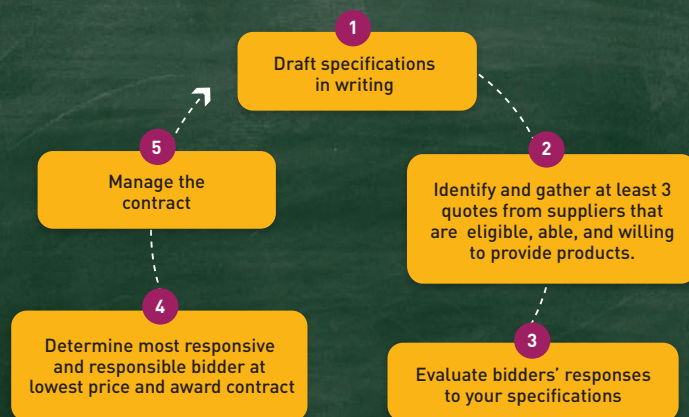 1
Draft specifications
in writing
2
Identify and gather at least 3
quotes from suppliers that
are eligible, able, and willing
to provide products.
3
Evaluate bidders’ responses
to your specifications
4
Determine most responsive
and responsible bidder at
lowest price and award contract
5
Manage the
contract